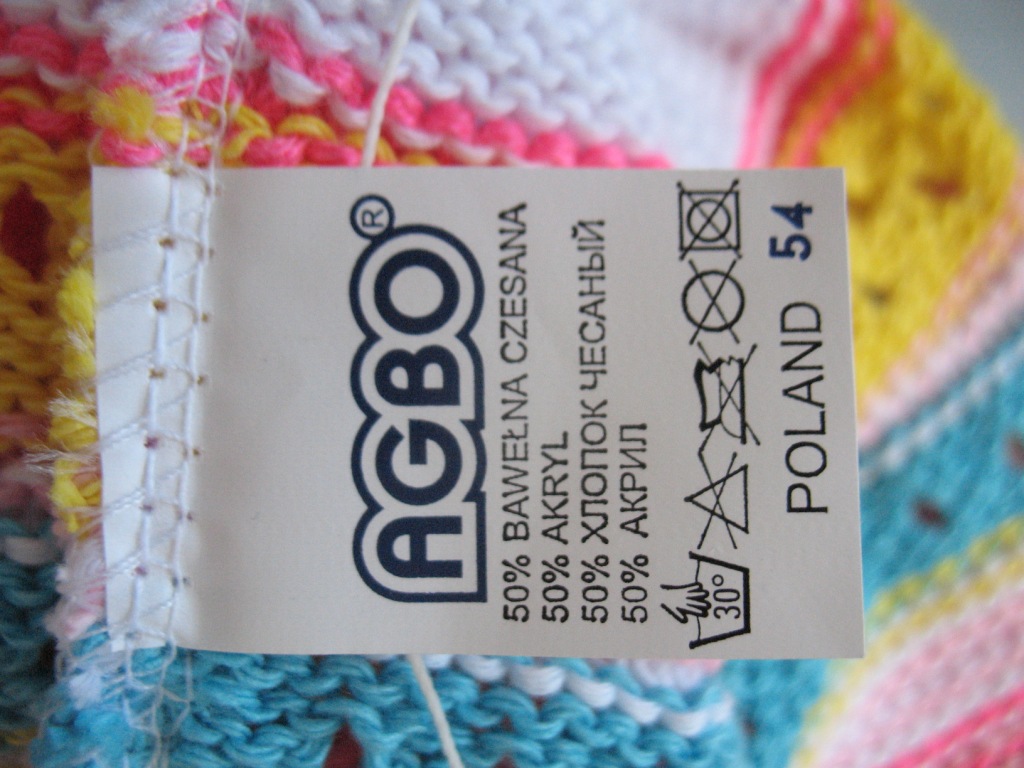 AGBO®
50% BAWEŁNA CZESANA
50% AKRYL
50% ХЛОПОК ЧЕСАНЫЙ
50% АКРИЛ
30°
POLAND 54